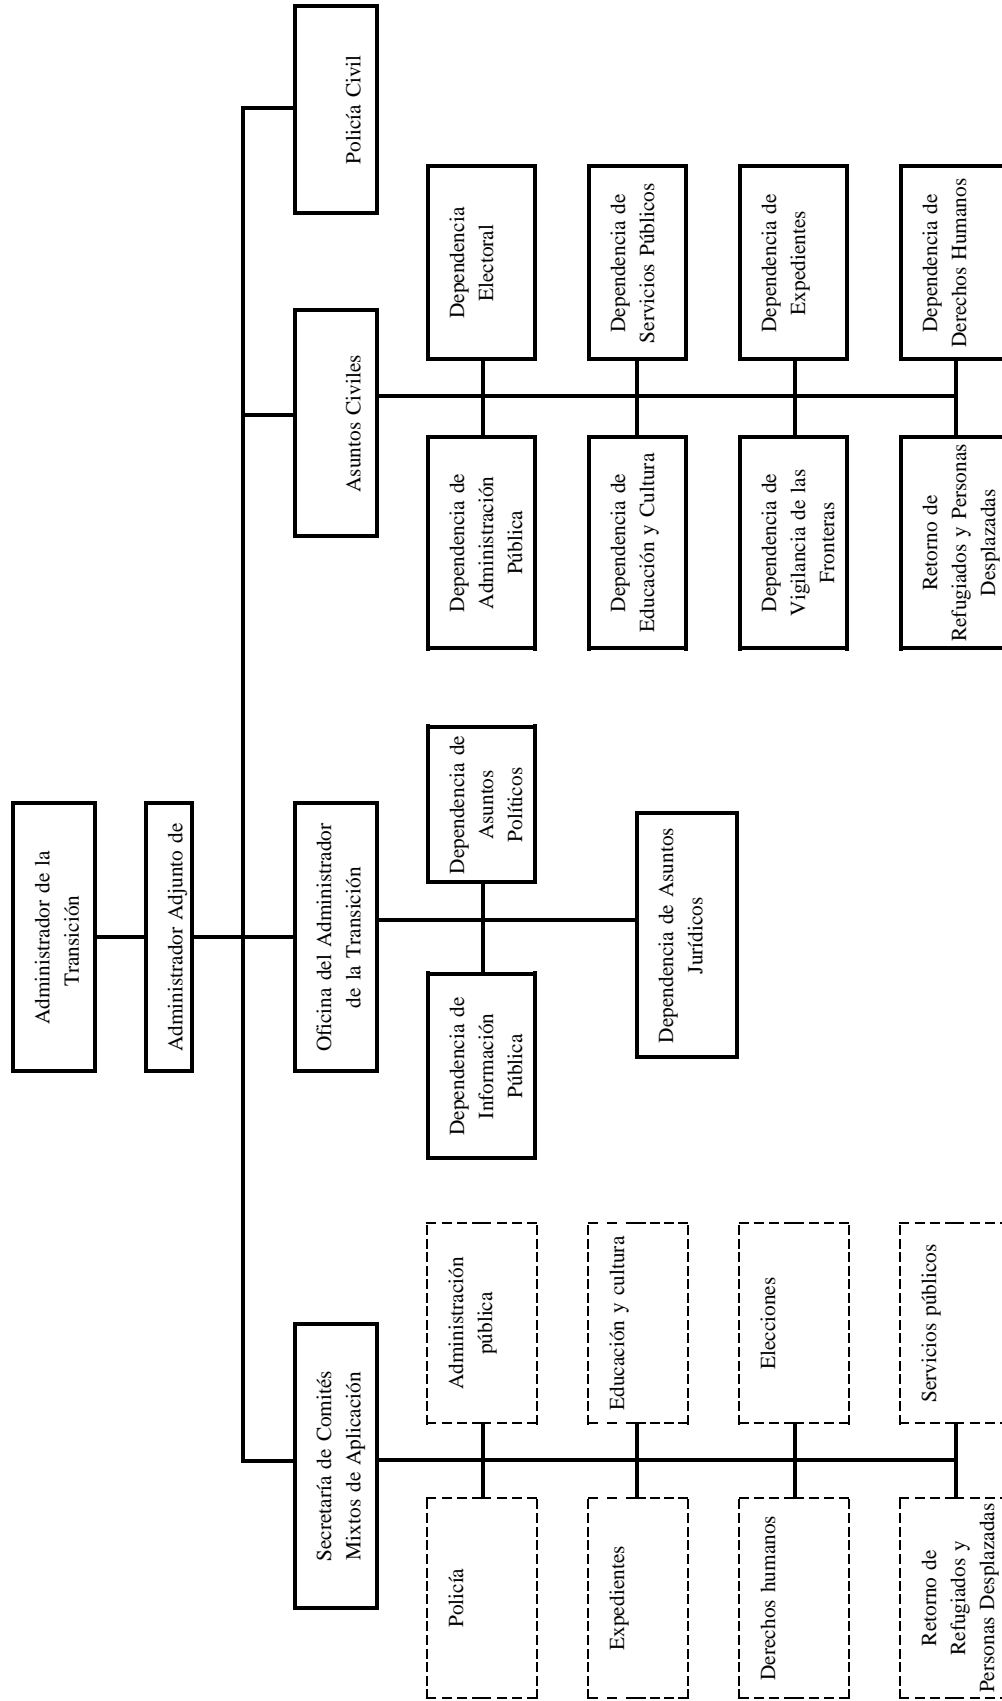 Administrador de la
Transición
Administrador Adjunto de
Secretaría de Comités
Mixtos de Aplicación
Oficina del Administrador
de la Transición
Asuntos Civiles
Policía Civil
Policía
Administración
pública
Expedientes
Educación y cultura
Derechos humanos
Elecciones
Retorno de
Refugiados y
Personas Desplazadas
Servicios públicos
Dependencia de
Información
Pública
Dependencia de
Asuntos
Políticos
Dependencia de Asuntos
Jurídicos
Dependencia de
Administración
Pública
Dependencia
Electoral
Dependencia de
Educación y Cultura
Dependencia de
Servicios Públicos
Dependencia de
Vigilancia de las
Fronteras
Dependencia de
Expedientes
Retorno de
Refugiados y Personas
Desplazadas
Dependencia de
Derechos Humanos